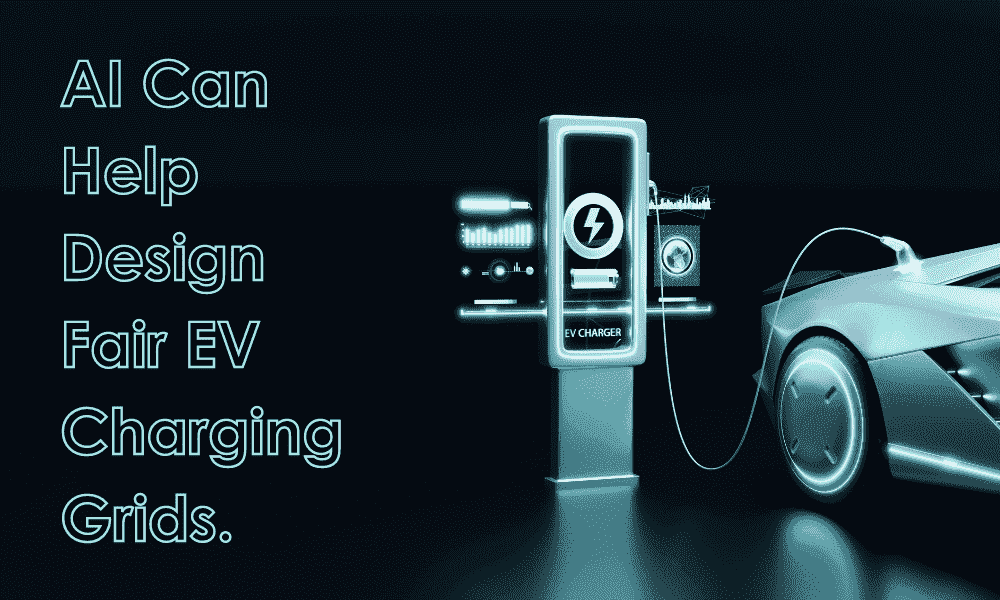 AI Can
Help
Design
Fair EV
Charging
Grids.
EV CHARGER